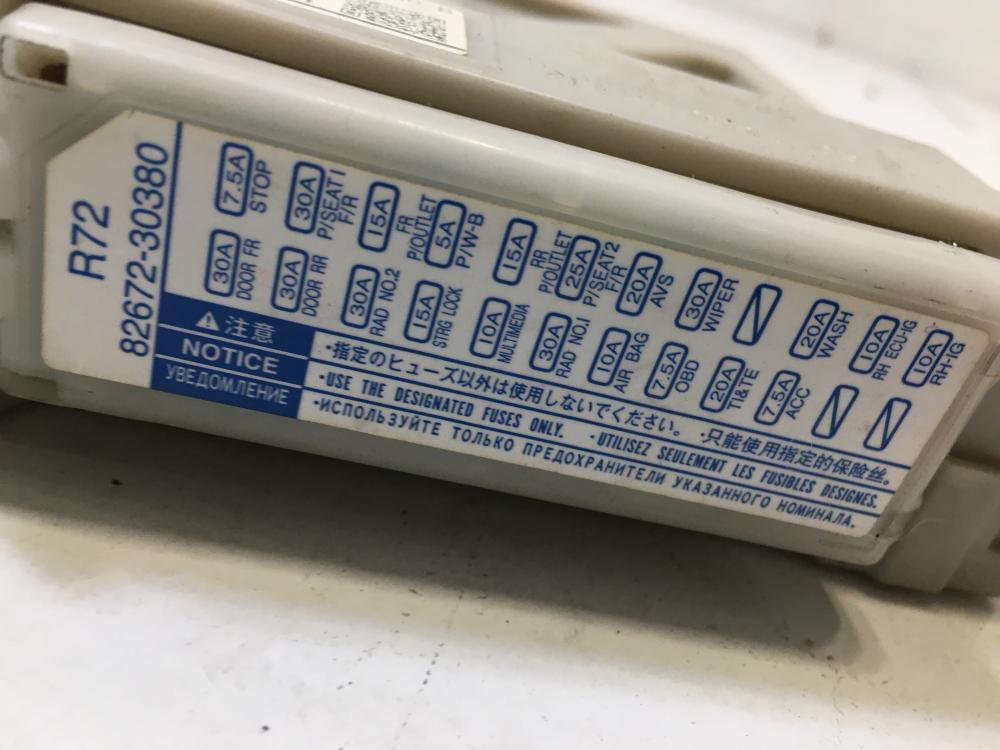 R72
82672-30380
7.5A
STOP
30A
P/SEAT1
F/R
15A
FR
P/OUTLET
5A
P/W-B
15A
RR
P/OUTLET
25A
P/SEAT2
F/R
20A
AVS
30A
WIPER
20A
WASH
10A
RH ECU-IG
10A
RH-IG
30A
DOOR FR
30A
DOOR RR
30A
RAD NO.2
15A
STRG LOCK
10A
MULTIMEDIA
30A
RAD NO.1
10A
AIR BAG
7.5A
OBD
20A
TI&TE
7.5A
ACC
注意
NOTICE
УВЕДОМЛЕНИЕ
・指定のヒューズ以外は使用しないでください。 ・只能使用指定的保险丝。
・USE THE DESIGNATED FUSES ONLY. ・UTILISEZ SEULEMENT LES FUSIBLES DESIGNES.
・ИСПОЛЬЗУЙТЕ ТОЛЬКО ПРЕДОХРАНИТЕЛИ УКАЗАННОГО НОМИНАЛА.